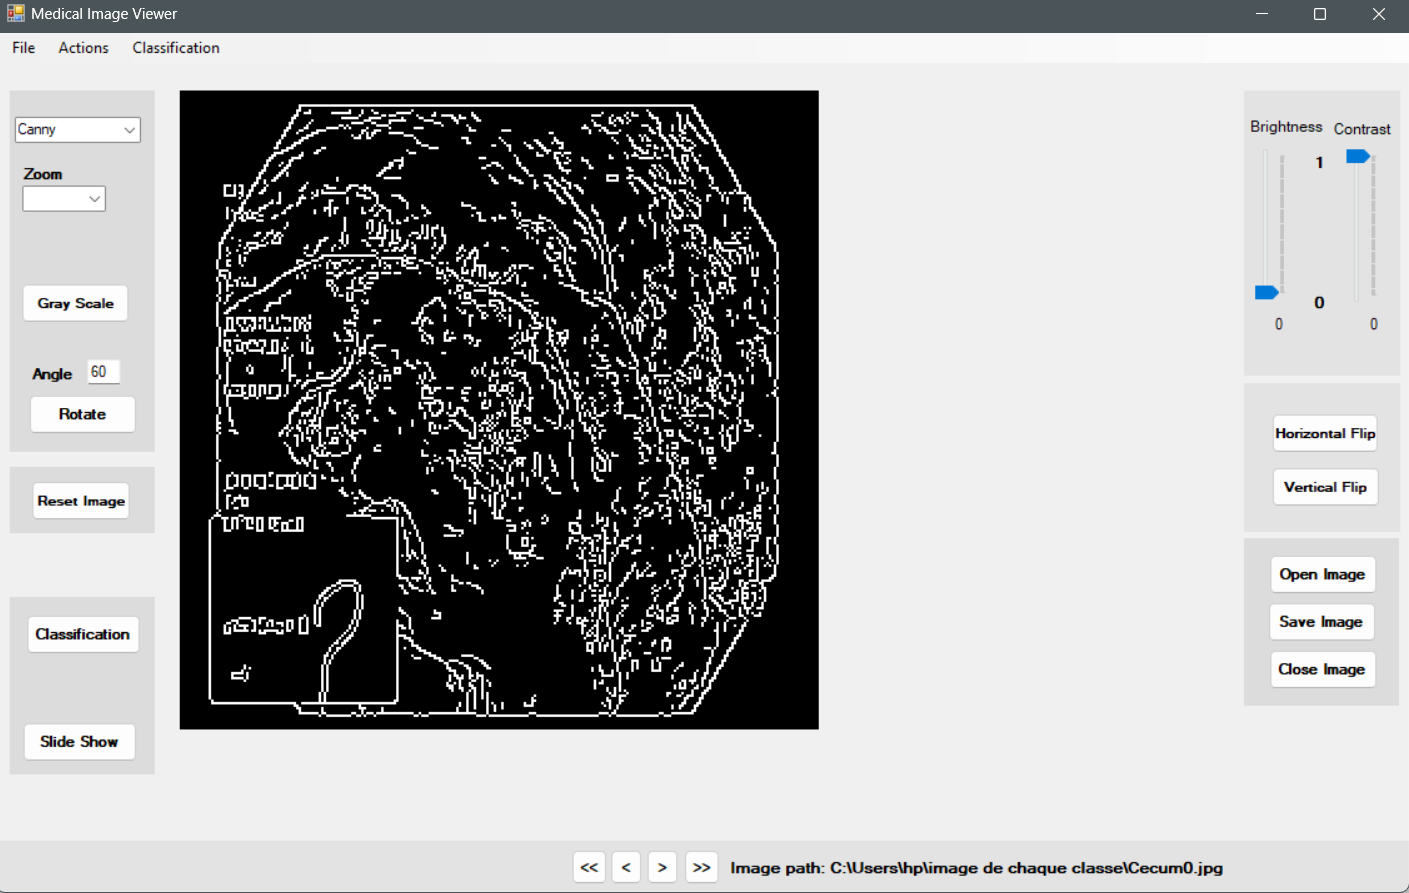 Medical Image Viewer
File Actions Classification
Canny
Zoom
Gray Scale
Angle 60
Rotate
Reset Image
Classification
Slide Show
Brightness Contrast
1
0
0 0
Horizontal Flip
Vertical Flip
Open Image
Save Image
Close Image
<< < > >> Image path: C:\Users\hp\image de chaque classe\Cecum0.jpg